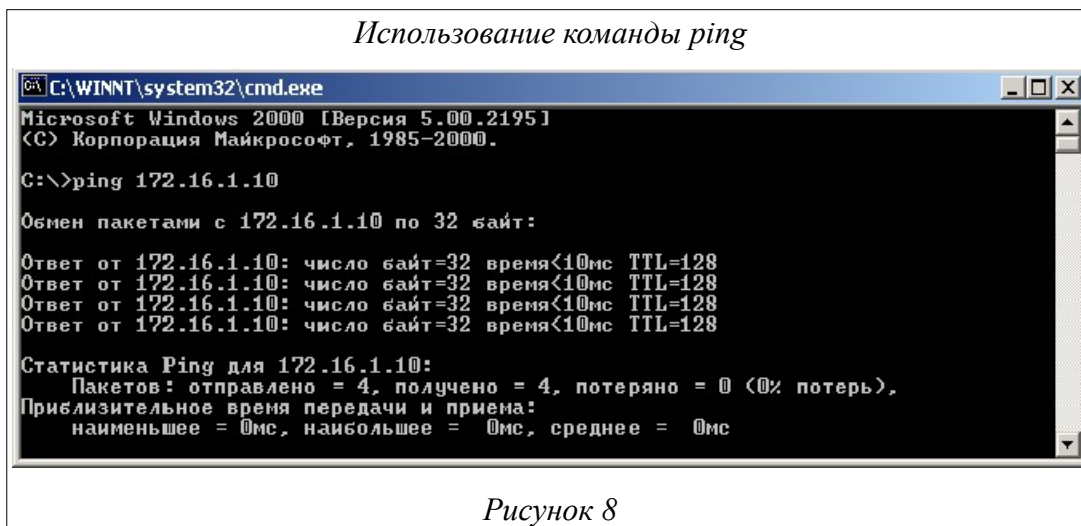 Использование команды ping
C:\WINNT\system32\cmd.exe
Microsoft Windows 2000 [Версия 5.00.2195]
(С) Корпорация Майкрософт, 1985-2000.
C:\>ping 172.16.1.10
Обмен пакетами с 172.16.1.10 по 32 байт:
Ответ от 172.16.1.10: число байт=32 время<10мс TTL=128
Ответ от 172.16.1.10: число байт=32 время<10мс TTL=128
Ответ от 172.16.1.10: число байт=32 время<10мс TTL=128
Ответ от 172.16.1.10: число байт=32 время<10мс TTL=128
Статистика Ping для 172.16.1.10:
Пакетов: отправлено = 4, получено = 4, потеряно = 0 (0% потерь),
Приблизительное время передачи и приема:
наименьшее = 0мс, наибольшее =  0мс, среднее =  0мс
Рисунок 8